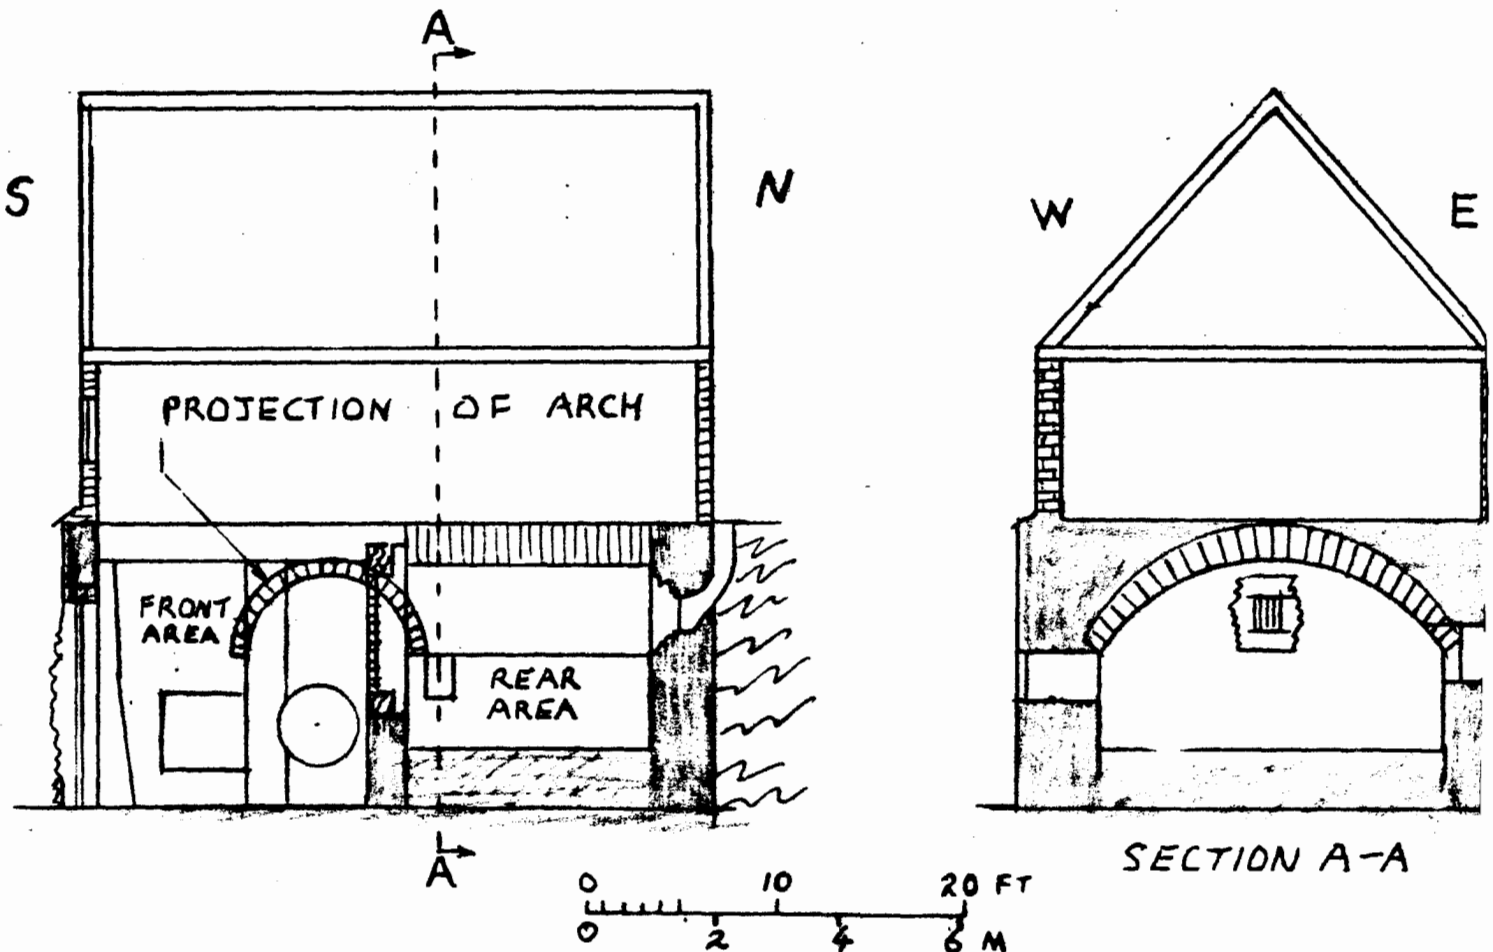 A
S
N
W
E
PROJECTION OF ARCH
FRONT
AREA
REAR
AREA
A
SECTION A-A
0 10 20 FT
0 2 4 6 M